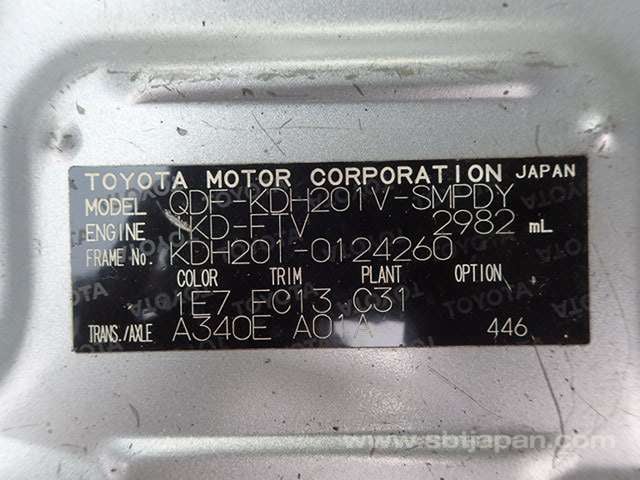 TOYOTA MOTOR CORPORATION JAPAN
MODEL QDF-KDH201V-SMPDY
ENGINE 1KD-FTV 2982 mL
FRAME No. KDH201-0124260
COLOR TRIM PLANT OPTION
1E7 FC13 C31
TRANS./AXLE A340E A01A 446
www.sbtjapan.com